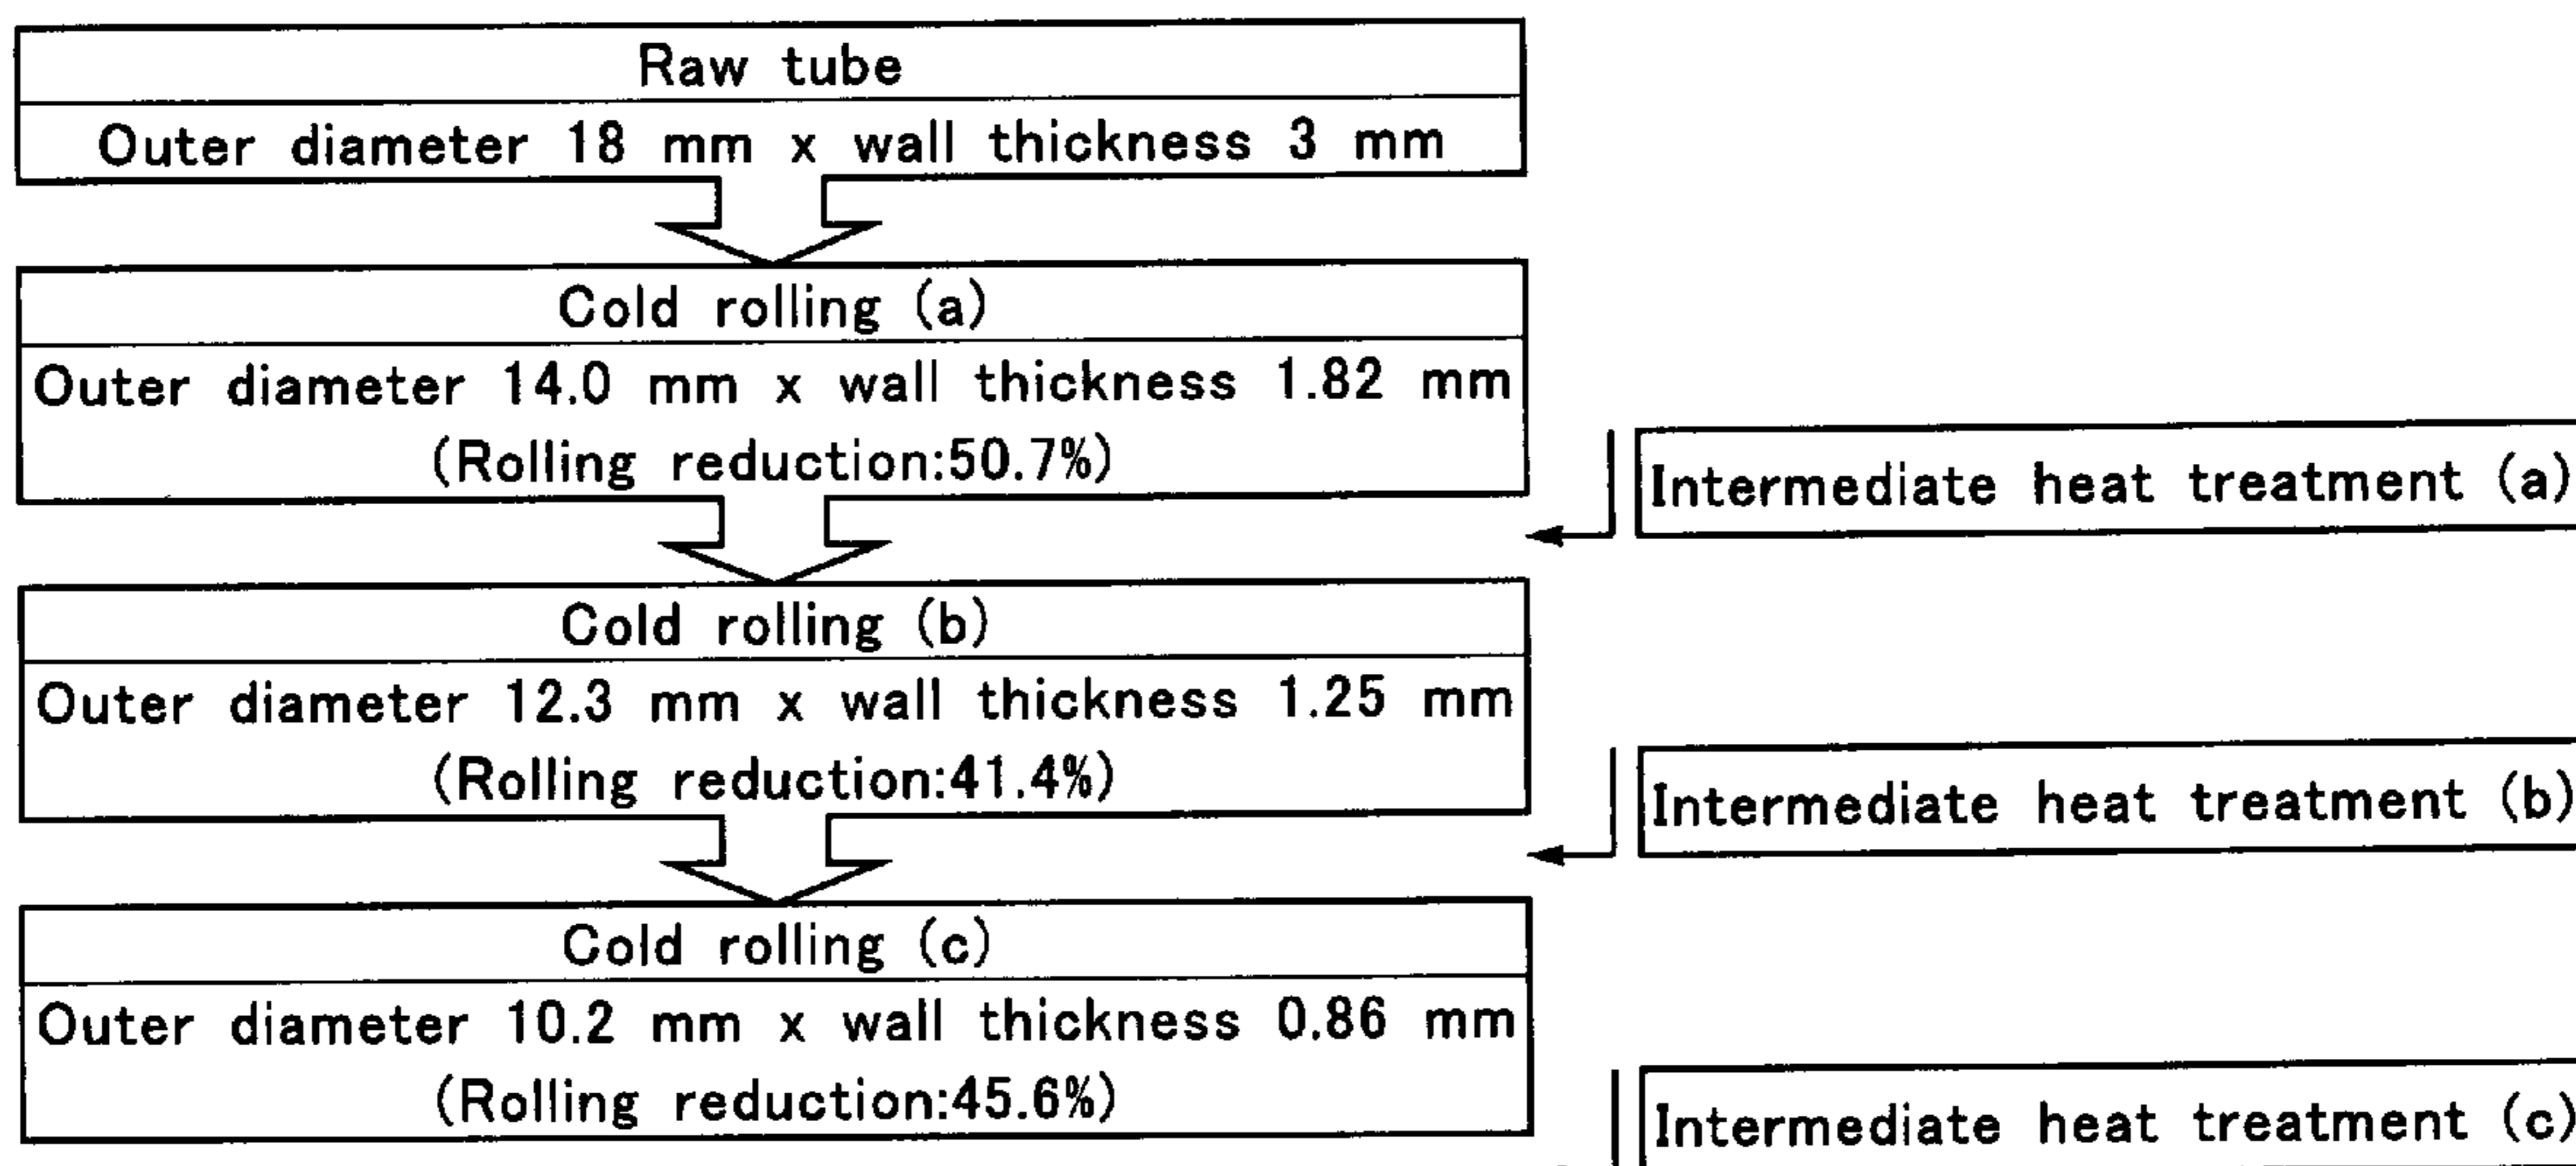 Raw tube
Outer diameter 18 mm x wall thickness 3 mm
Cold rolling (a)
Outer diameter 14.0 mm x wall thickness 1.82 mm
(Rolling reduction:50.7%)
Intermediate heat treatment (a)
Cold rolling (b)
Outer diameter 12.3 mm x wall thickness 1.25 mm
(Rolling reduction:41.4%)
Intermediate heat treatment (b)
Cold rolling (c)
Outer diameter 10.2 mm x wall thickness 0.86 mm
(Rolling reduction:45.6%)
Intermediate heat treatment (c)